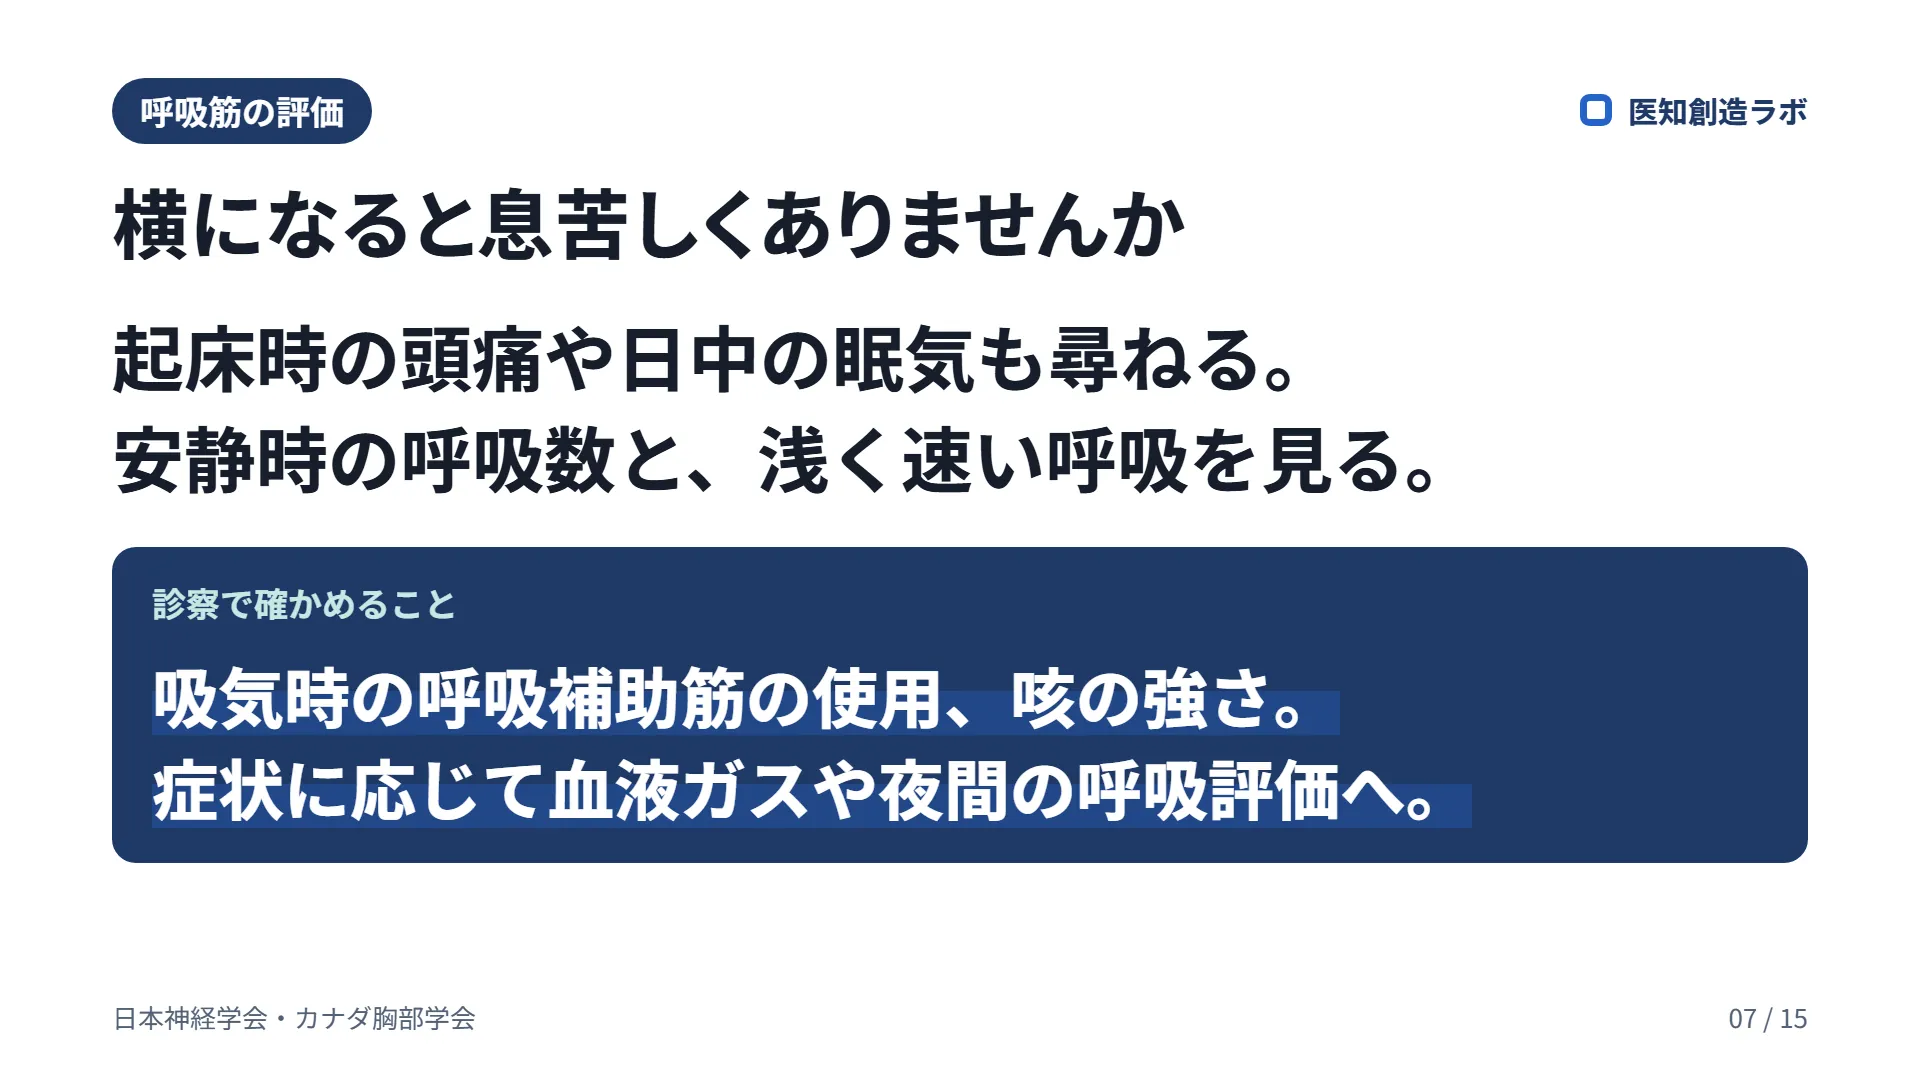 呼吸筋の評価
医知創造ラボ
横になると息苦しくありませんか
起床時の頭痛や日中の眠気も尋ねる。
安静時の呼吸数と、浅く速い呼吸を見る。
診察で確かめること
吸気時の呼吸補助筋の使用、咳の強さ。
症状に応じて血液ガスや夜間の呼吸評価へ。
日本神経学会・カナダ胸部学会
07 / 15